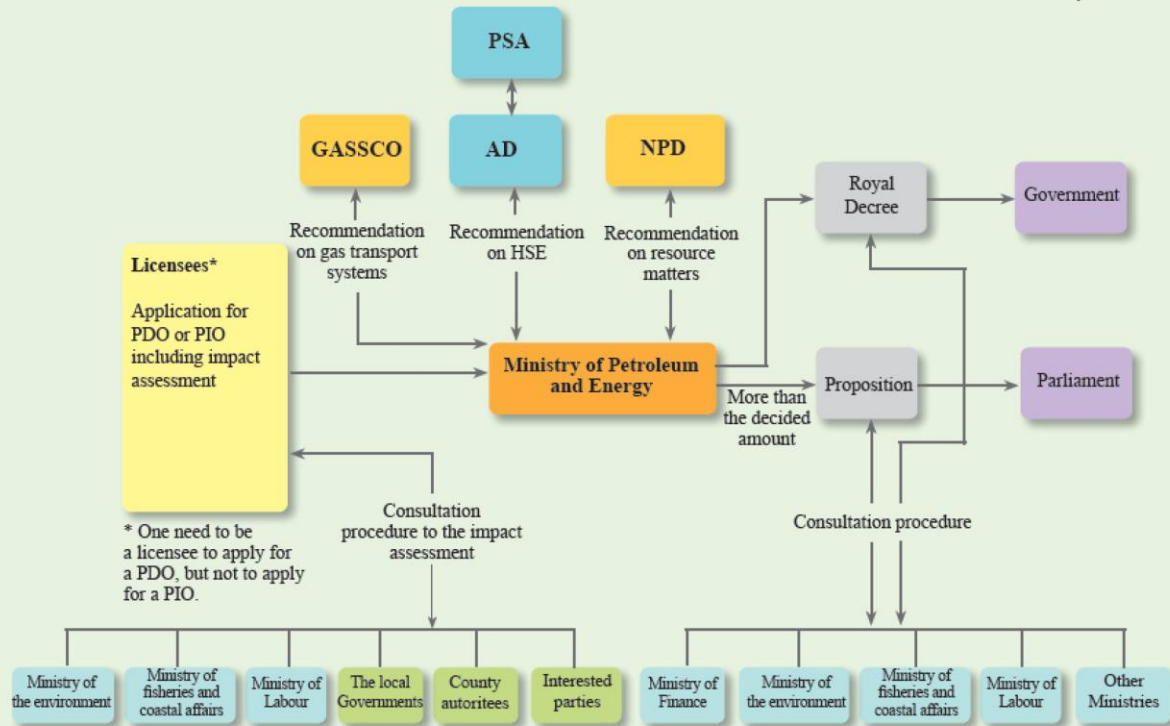 PSA
GASSCO
AD
NPD
Royal
Decree
Government
Recommendation
on gas transport
systems
Recommendation
on HSE
Recommendation
on resource
matters
Licensees*
Application for
PDO or PIO
including impact
assessment
Ministry of Petroleum
and Energy
More than
the decided
amount
Proposition
Parliament
* One need to be
a licensee to apply for
a PDO, but not to apply
for a PIO.
Consultation
procedure to the impact
assessment
Consultation procedure
Ministry of
the environment
Ministry of
fisheries and
coastal affairs
Ministry of
Labour
The local
Governments
County
autoritees
Interested
parties
Ministry of
Finance
Ministry of
the environment
Ministry of
fisheries and
coastal affairs
Ministry of
Labour
Other
Ministries